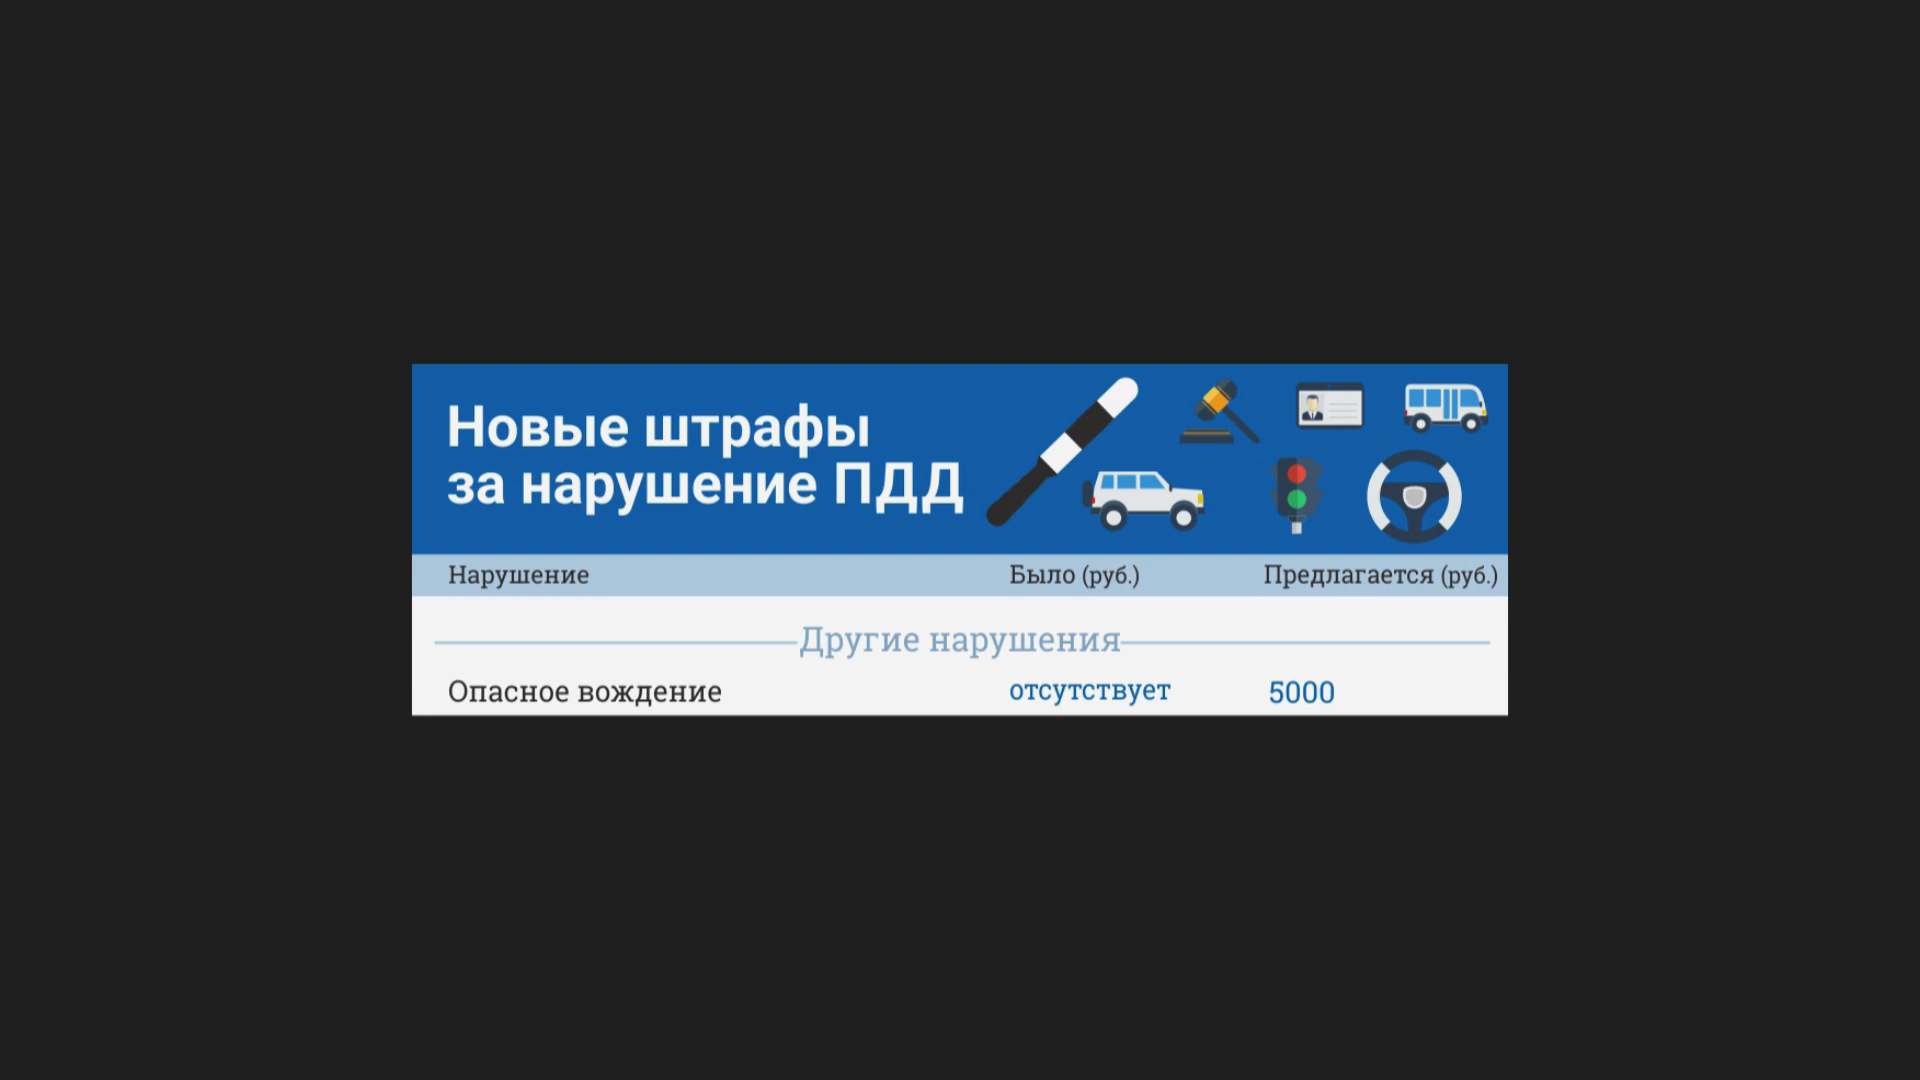 Новые штрафы
за нарушение ПДД
Нарушение Было (руб.) Предлагается (руб.)
Другие нарушения
Опасное вождение отсутствует 5000